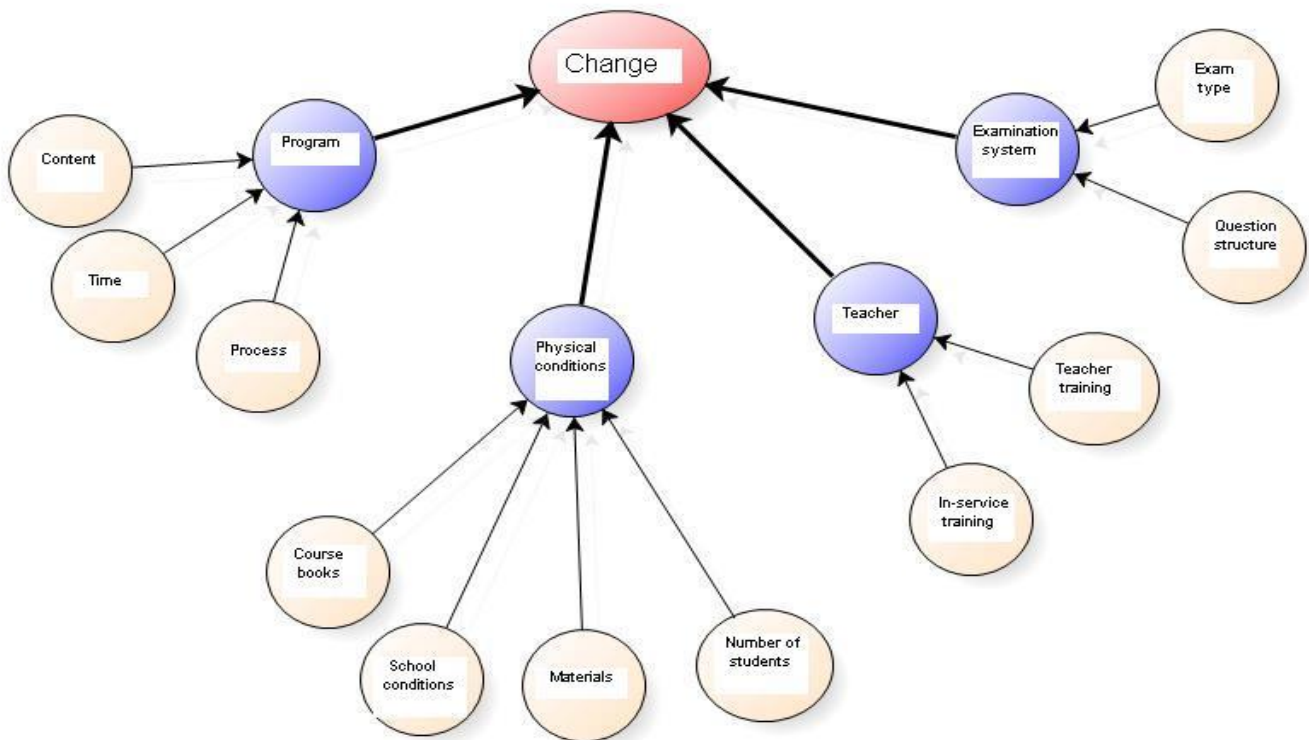 Change
Program
Content
Time
Process
Physical
conditions
Course
books
School
conditions
Materials
Number of
students
Teacher
Teacher
training
In-service
training
Examination
system
Exam
type
Question
structure